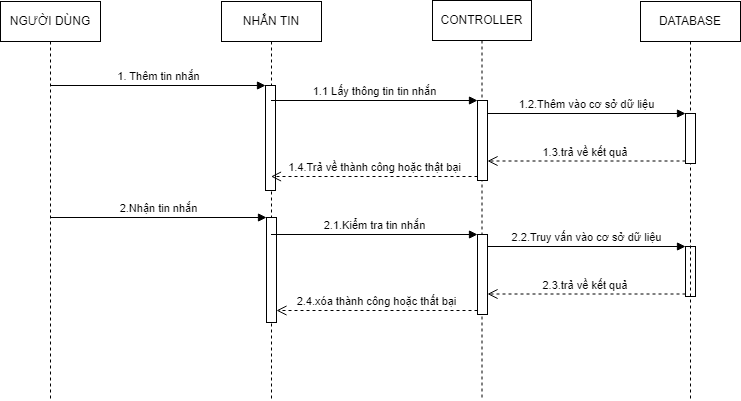 NGƯỜI DÙNG
NHẮN TIN
CONTROLLER
DATABASE
1. Thêm tin nhắn
1.1 Lấy thông tin tin nhắn
1.2.Thêm vào cơ sở dữ liệu
1.3.trả về kết quả
1.4.Trả về thành công hoặc thật bại
2.Nhận tin nhắn
2.1.Kiểm tra tin nhắn
2.2.Truy vấn vào cơ sở dữ liệu
2.3.trả về kết quả
2.4.xóa thành công hoặc thất bại